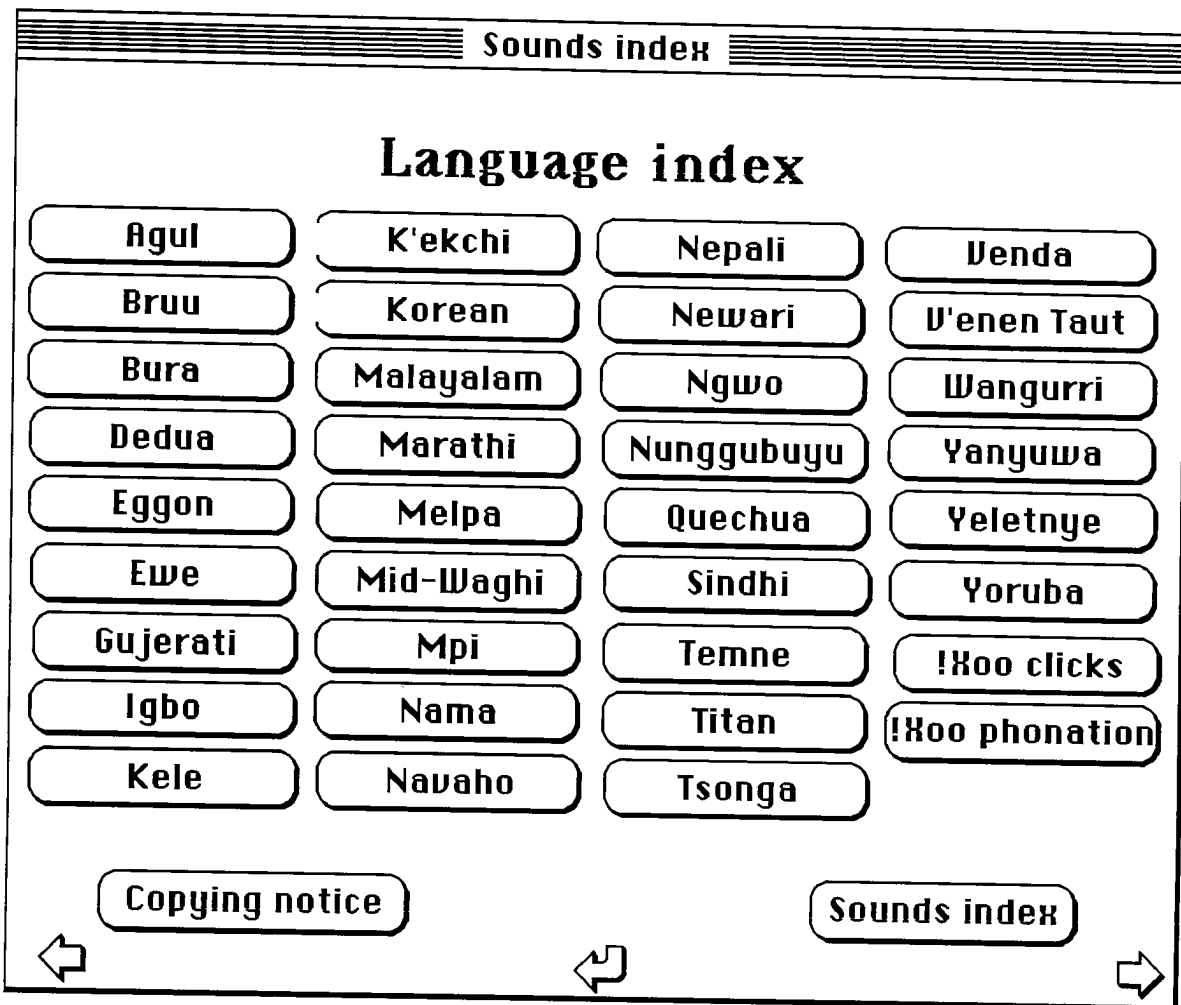 Sounds index
Language index
Agul
Bruu
Bura
Dedua
Eggon
Ewe
Gujerati
Igbo
Kele
K'ekchi
Korean
Malayalam
Marathi
Melpa
Mid-Waghi
Mpi
Nama
Navaho
Nepali
Newari
Ngwo
Nunggubuyu
Quechua
Sindhi
Temne
Titan
Tsonga
Venda
V'enen Taut
Wangurri
Yanyuwa
Yeletnye
Yoruba
!Xoo clicks
!Xoo phonation
Copying notice
Sounds index